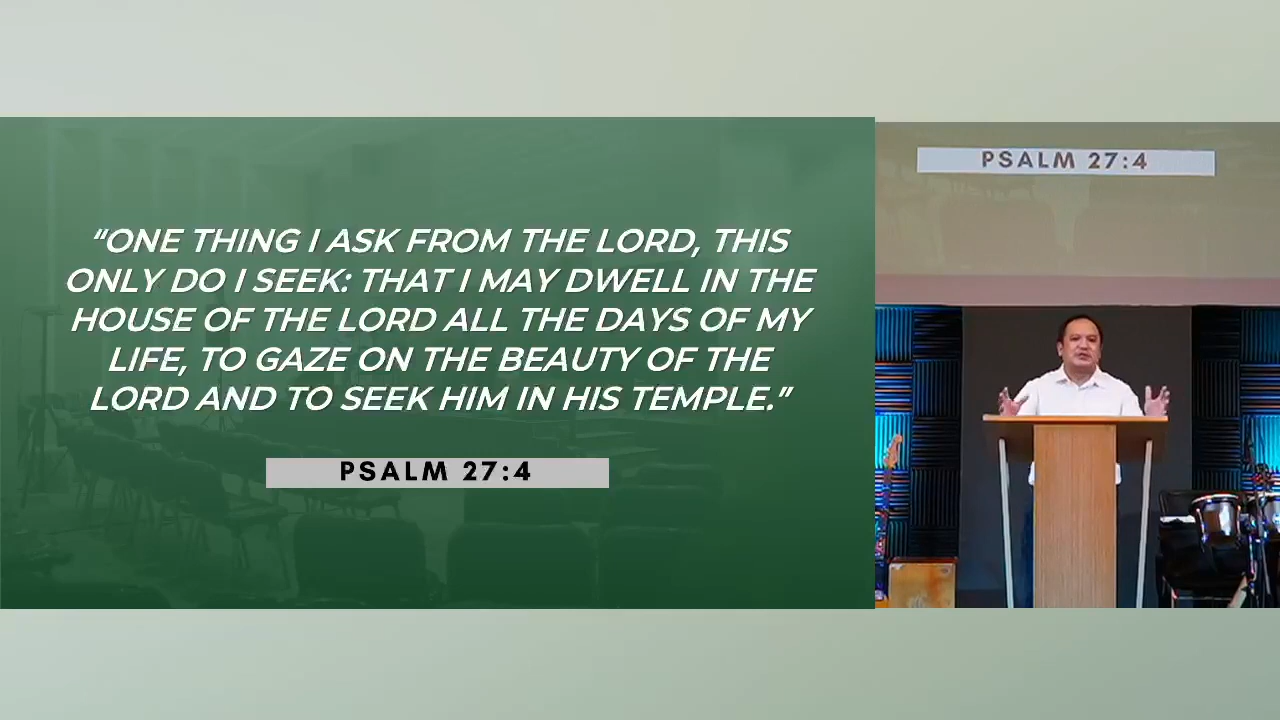 “ONE THING I ASK FROM THE LORD, THIS
ONLY DO I SEEK: THAT I MAY DWELL IN THE
HOUSE OF THE LORD ALL THE DAYS OF MY
LIFE, TO GAZE ON THE BEAUTY OF THE
LORD AND TO SEEK HIM IN HIS TEMPLE.”
PSALM 27:4
PSALM 27:4